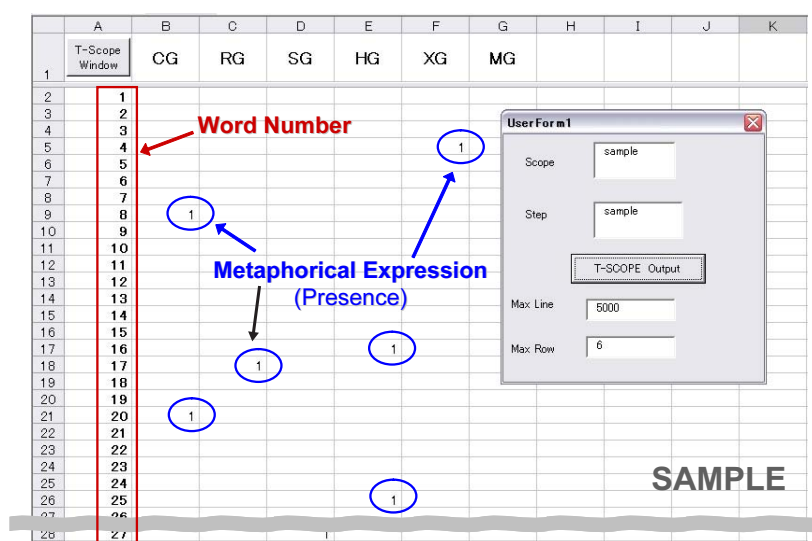 A B C D E F G H I J K
1 T-Scope Window CG RG SG HG XG MG
2 1
3 2
4 3
5 4 1
6 5
7 6
8 7
9 8 1
10 9
11 10
12 11
13 12
14 13
15 14
16 15
17 16 1
18 17 1
19 18
20 19
21 20 1
22 21
23 22
24 23
25 24
26 25 1
27 26
28 27
Word Number
Metaphorical Expression
(Presence)
UserForm1
Scope sample
Step sample
T-SCOPE Output
Max Line 5000
Max Row 6
SAMPLE